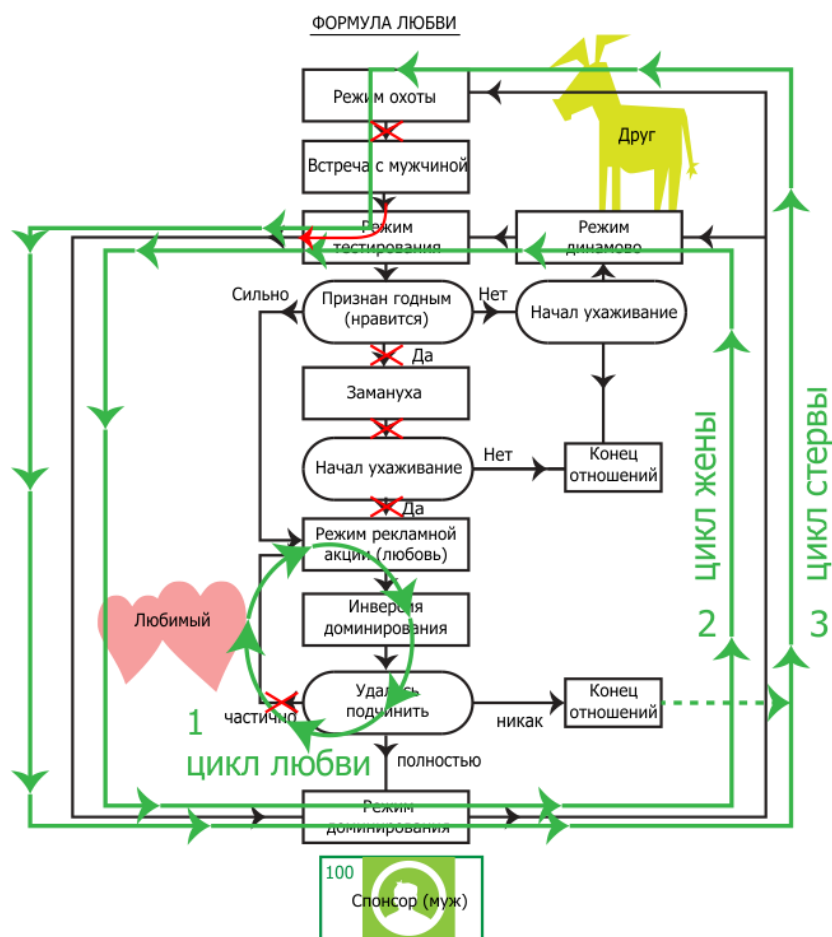 ФОРМУЛА ЛЮБВИ
Режим охоты
Друг
Встреча с мужчиной
Режим
тестирования
Режим
динамово
Сильно
Признан годным
(нравится)
Нет
Начал ухаживание
Да
Замануха
Начал ухаживание
Нет
Конец
отношений
Да
Режим рекламной
акции (любовь)
Любимый
Инверсия
доминирования
2 цикл жены
3 цикл стервы
Удалось
подчинить
частично
никак
Конец
отношений
1
цикл любви
полностью
Режим
доминирования
100
Спонсор (муж)